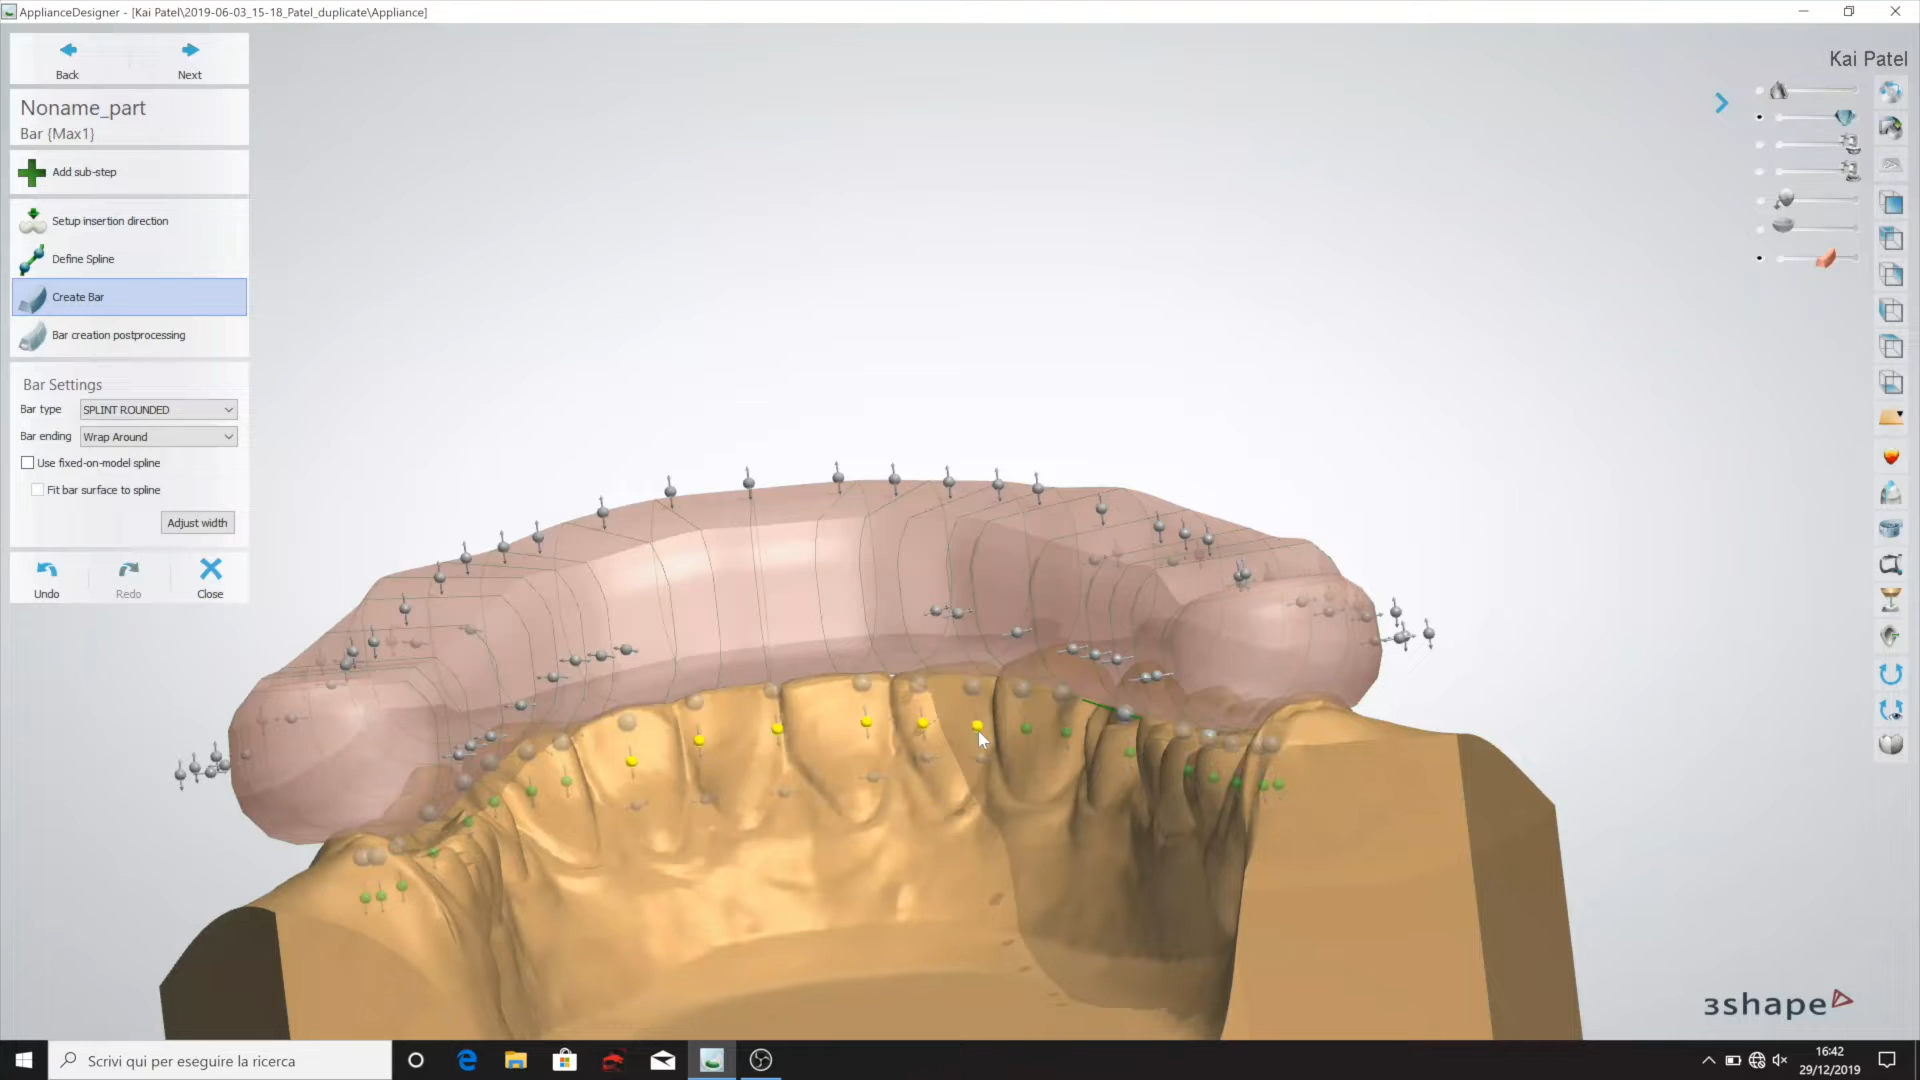 ApplianceDesigner - [Kai Patel\2019-06-03_15-18_Patel_duplicate\Appliance]
Back
Next
Kai Patel
Noname_part
Bar {Max1}
Add sub-step
Setup insertion direction
Define Spline
Create Bar
Bar creation postprocessing
Bar Settings
Bar type SPLINT ROUNDED
Bar ending Wrap Around
Use fixed-on-model spline
Fit bar surface to spline
Adjust width
Undo
Redo
Close
3shape
Scrivi qui per eseguire la ricerca
16:42
29/12/2019